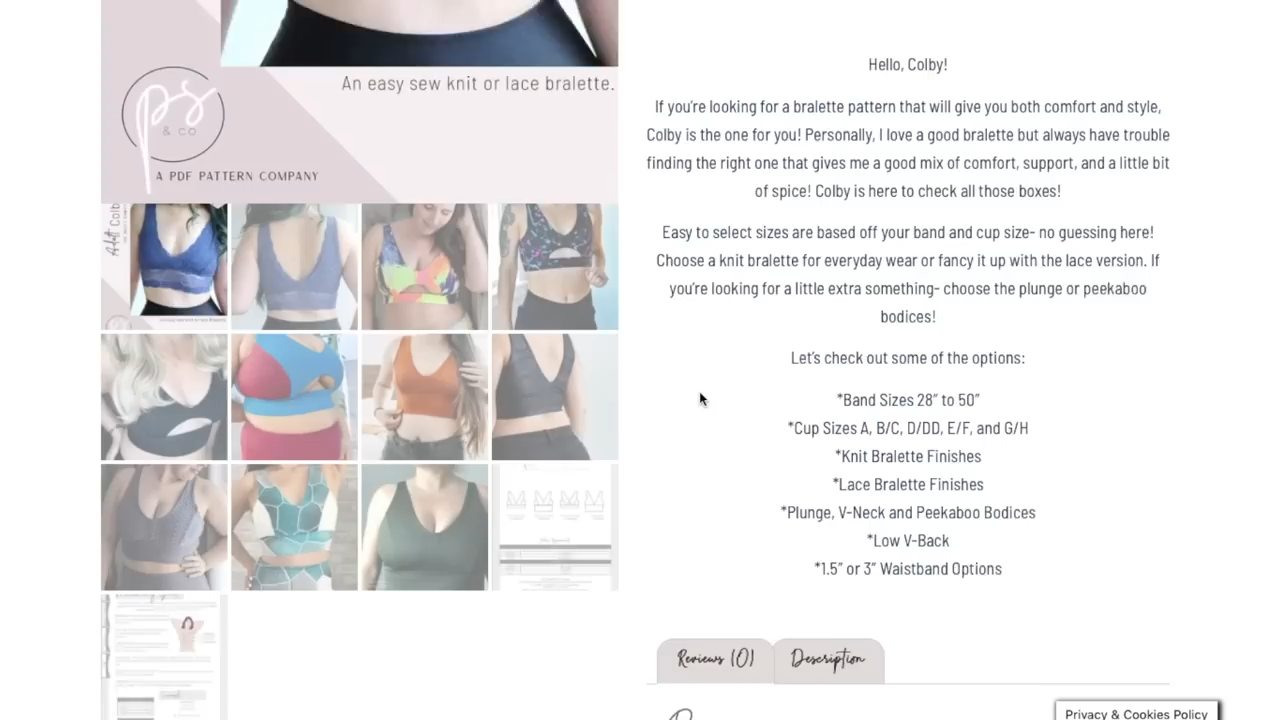 An easy sew knit or lace bralette.
ps
& CO
A PDF PATTERN COMPANY
Hello, Colby!
If you're looking for a bralette pattern that will give you both comfort and style,
Colby is the one for you! Personally, I love a good bralette but always have trouble
finding the right one that gives me a good mix of comfort, support, and a little bit
of spice! Colby is here to check all those boxes!
Easy to select sizes are based off your band and cup size- no guessing here!
Choose a knit bralette for everyday wear or fancy it up with the lace version. If
you're looking for a little extra something- choose the plunge or peekaboo
bodices!
Let's check out some of the options:
*Band Sizes 28" to 50"
*Cup Sizes A, B/C, D/DD, E/F, and G/H
*Knit Bralette Finishes
*Lace Bralette Finishes
*Plunge, V-Neck and Peekaboo Bodices
*Low V-Back
*1.5" or 3" Waistband Options
Reviews (0)
Description
Privacy & Cookies Policy